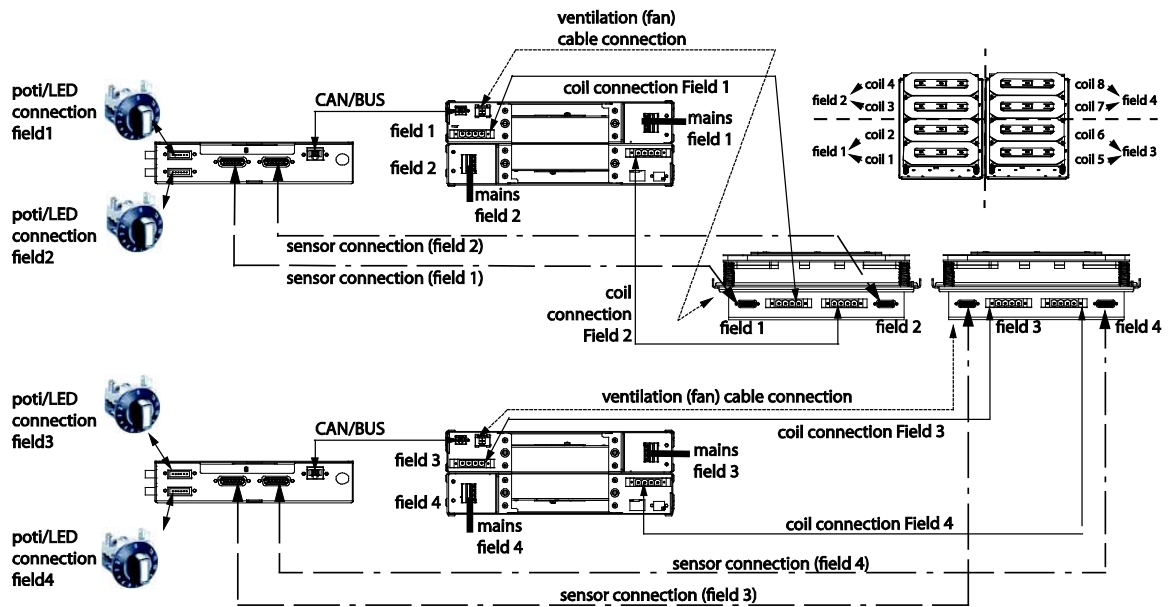 ventilation (fan)
cable connection
poti/LED
connection
field1
CAN/BUS
coil connection Field 1
field 1
mains
field 1
field 2
mains
field 2
coil 4
field 2
coil 3
coil 2
field 1
coil 1
coil 8
coil 7
field 4
coil 6
field 3
coil 5
poti/LED
connection
field2
sensor connection (field 2)
sensor connection (field 1)
coil
connection
Field 2
field 1
field 2
field 3
field 4
poti/LED
connection
field3
CAN/BUS
ventilation (fan) cable connection
coil connection Field 3
field 3
mains
field 3
field 4
mains
field 4
coil connection Field 4
poti/LED
connection
field4
sensor connection (field 4)
sensor connection (field 3)